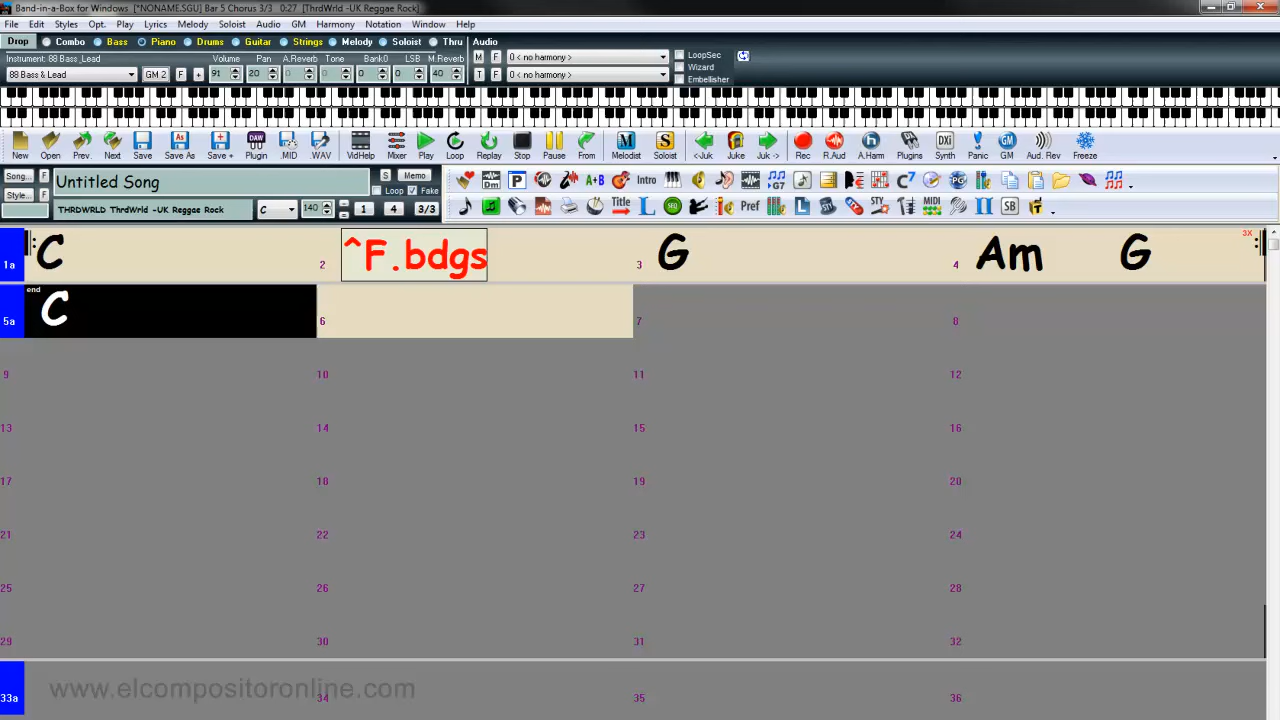 Band-in-a-Box for Windows [*NONAME.SGU] Bar 5 Chorus 3/3 0:27 [ThrdWrld -UK Reggae Rock]
File Edit Styles Opt. Play Lyrics Melody Soloist Audio GM Harmony Notation Window Help
Drop Combo Bass Piano Drums Guitar Strings Melody Soloist Thru Audio
Instrument: 88 Bass_Lead Volume Pan A.Reverb Tone Bank0 LSB M.Reverb M F 0 < no harmony > LoopSec
Wizard
88 Bass & Lead GM 2 F + 91 20 0 0 0 0 40 T F 0 < no harmony > Embellisher
New Open Prev. Next Save Save As Save + Plugin .MID .WAV VidHelp Mixer Play Loop Replay Stop Pause From Melodist Soloist <Juk Juke Juk -> Rec R.Aud A.Harm Plugins Synth Panic GM Aud. Rev Freeze
Song... F Untitled Song S Memo Loop Fake
Style... F THRDWRLD ThrdWrld -UK Reggae Rock C 140 1 4 3/3
Intro
Title
Pref
1a C 2 ^F.bdgs 3 G 4 Am G 3X
end
5a C 6 7 8
9 10 11 12
13 14 15 16
17 18 19 20
21 22 23 24
25 26 27 28
29 30 31 32
33a www.elcompositoronline.com 34 35 36